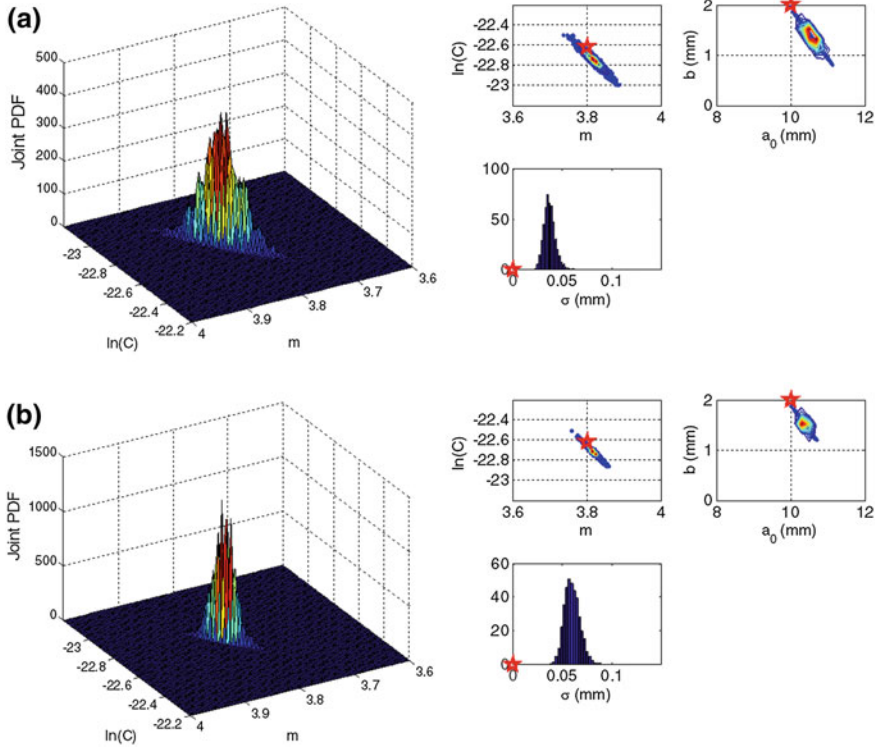 (a)
500
400
300
200
100
0
Joint PDF
-23
-22.8
-22.6
-22.4
-22.2
ln(C)
4
3.9
3.8
3.7
3.6
m
-22.4
-22.6
-22.8
-23
ln(C)
3.6 3.8 4
m
2
1
0
b (mm)
8 10 12
a0 (mm)
100
50
0
0 0.05 0.1
σ (mm)
(b)
1500
1000
500
0
Joint PDF
-23
-22.8
-22.6
-22.4
-22.2
ln(C)
4
3.9
3.8
3.7
3.6
m
-22.4
-22.6
-22.8
-23
ln(C)
3.6 3.8 4
m
2
1
0
b (mm)
8 10 12
a0 (mm)
60
40
20
0
0 0.05 0.1
σ (mm)